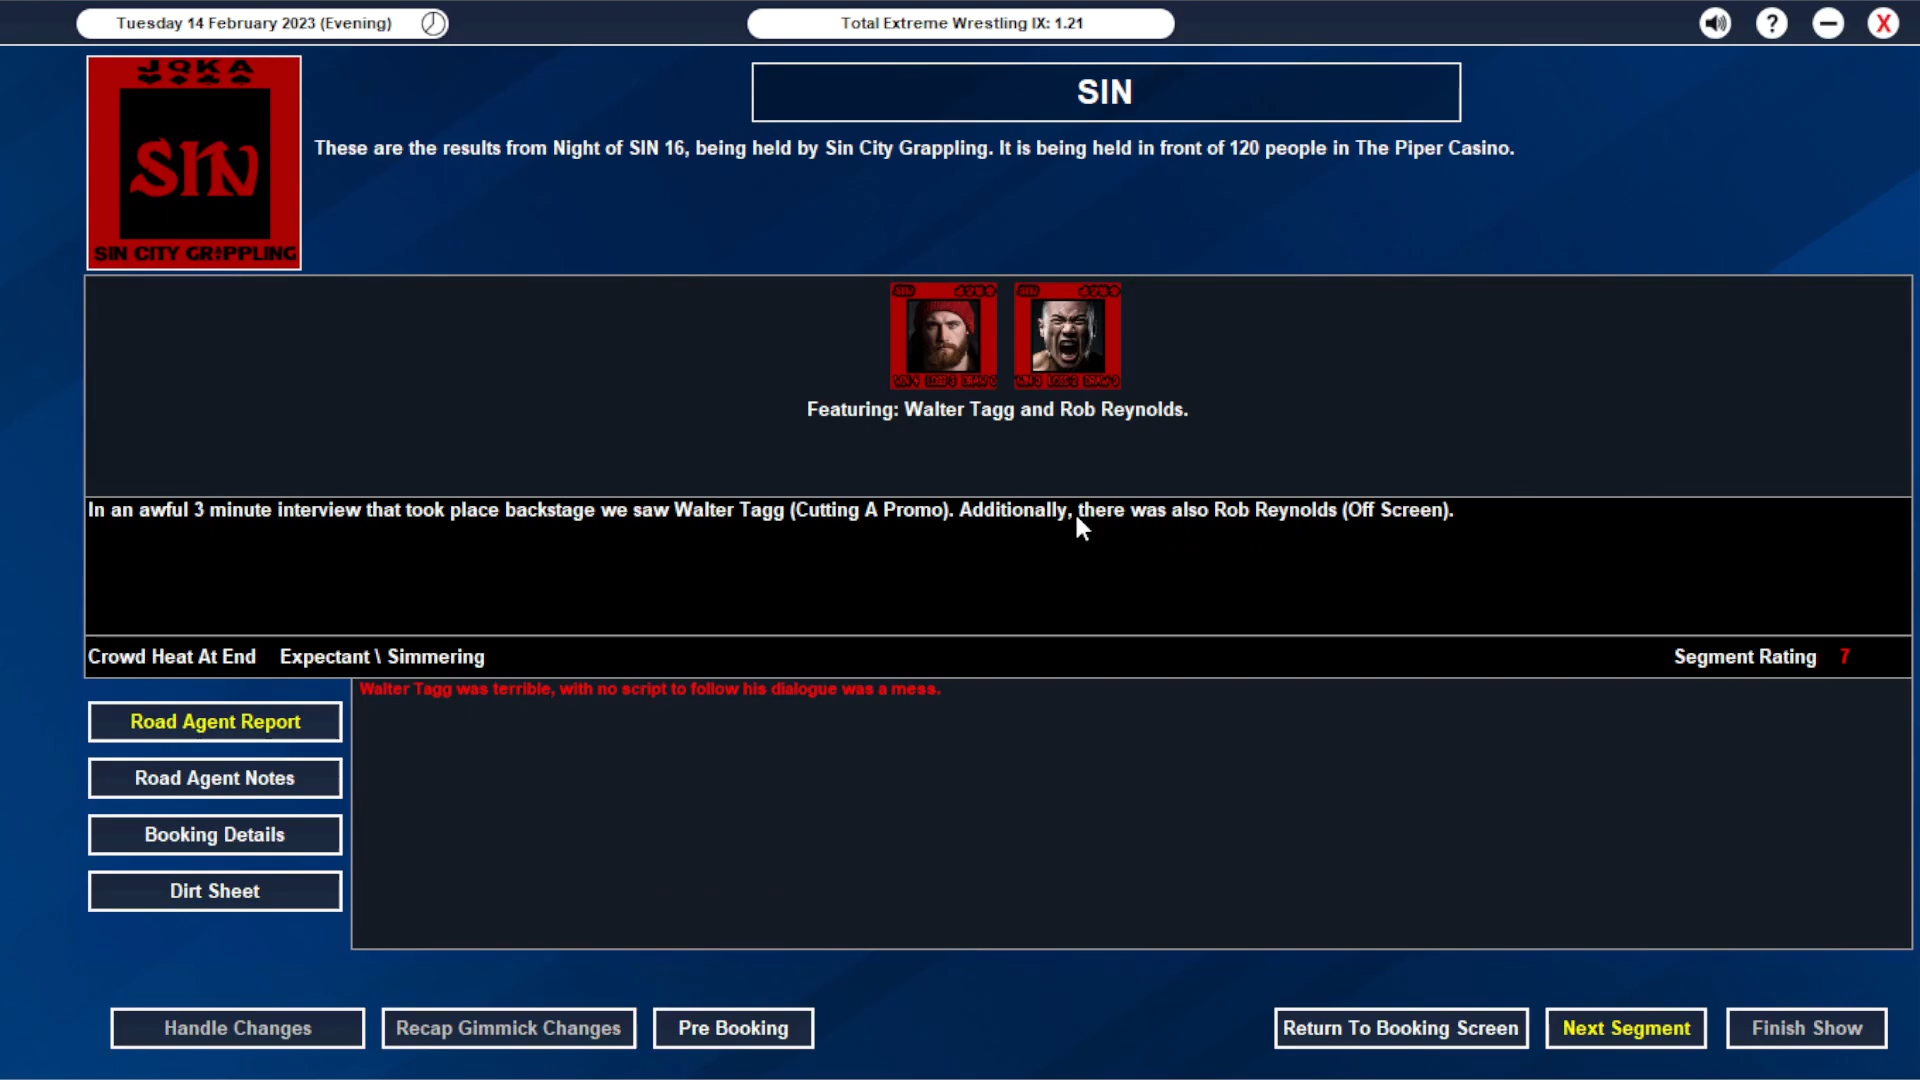 Tuesday 14 February 2023 (Evening)
Total Extreme Wrestling IX: 1.21
?
X
JQKA
SIN
SIN CITY GRAPPLING
SIN
These are the results from Night of SIN 16, being held by Sin City Grappling. It is being held in front of 120 people in The Piper Casino.
Featuring: Walter Tagg and Rob Reynolds.
In an awful 3 minute interview that took place backstage we saw Walter Tagg (Cutting A Promo). Additionally, there was also Rob Reynolds (Off Screen).
Crowd Heat At End Expectant \ Simmering
Segment Rating 7
Walter Tagg was terrible, with no script to follow his dialogue was a mess.
Road Agent Report
Road Agent Notes
Booking Details
Dirt Sheet
Handle Changes
Recap Gimmick Changes
Pre Booking
Return To Booking Screen
Next Segment
Finish Show